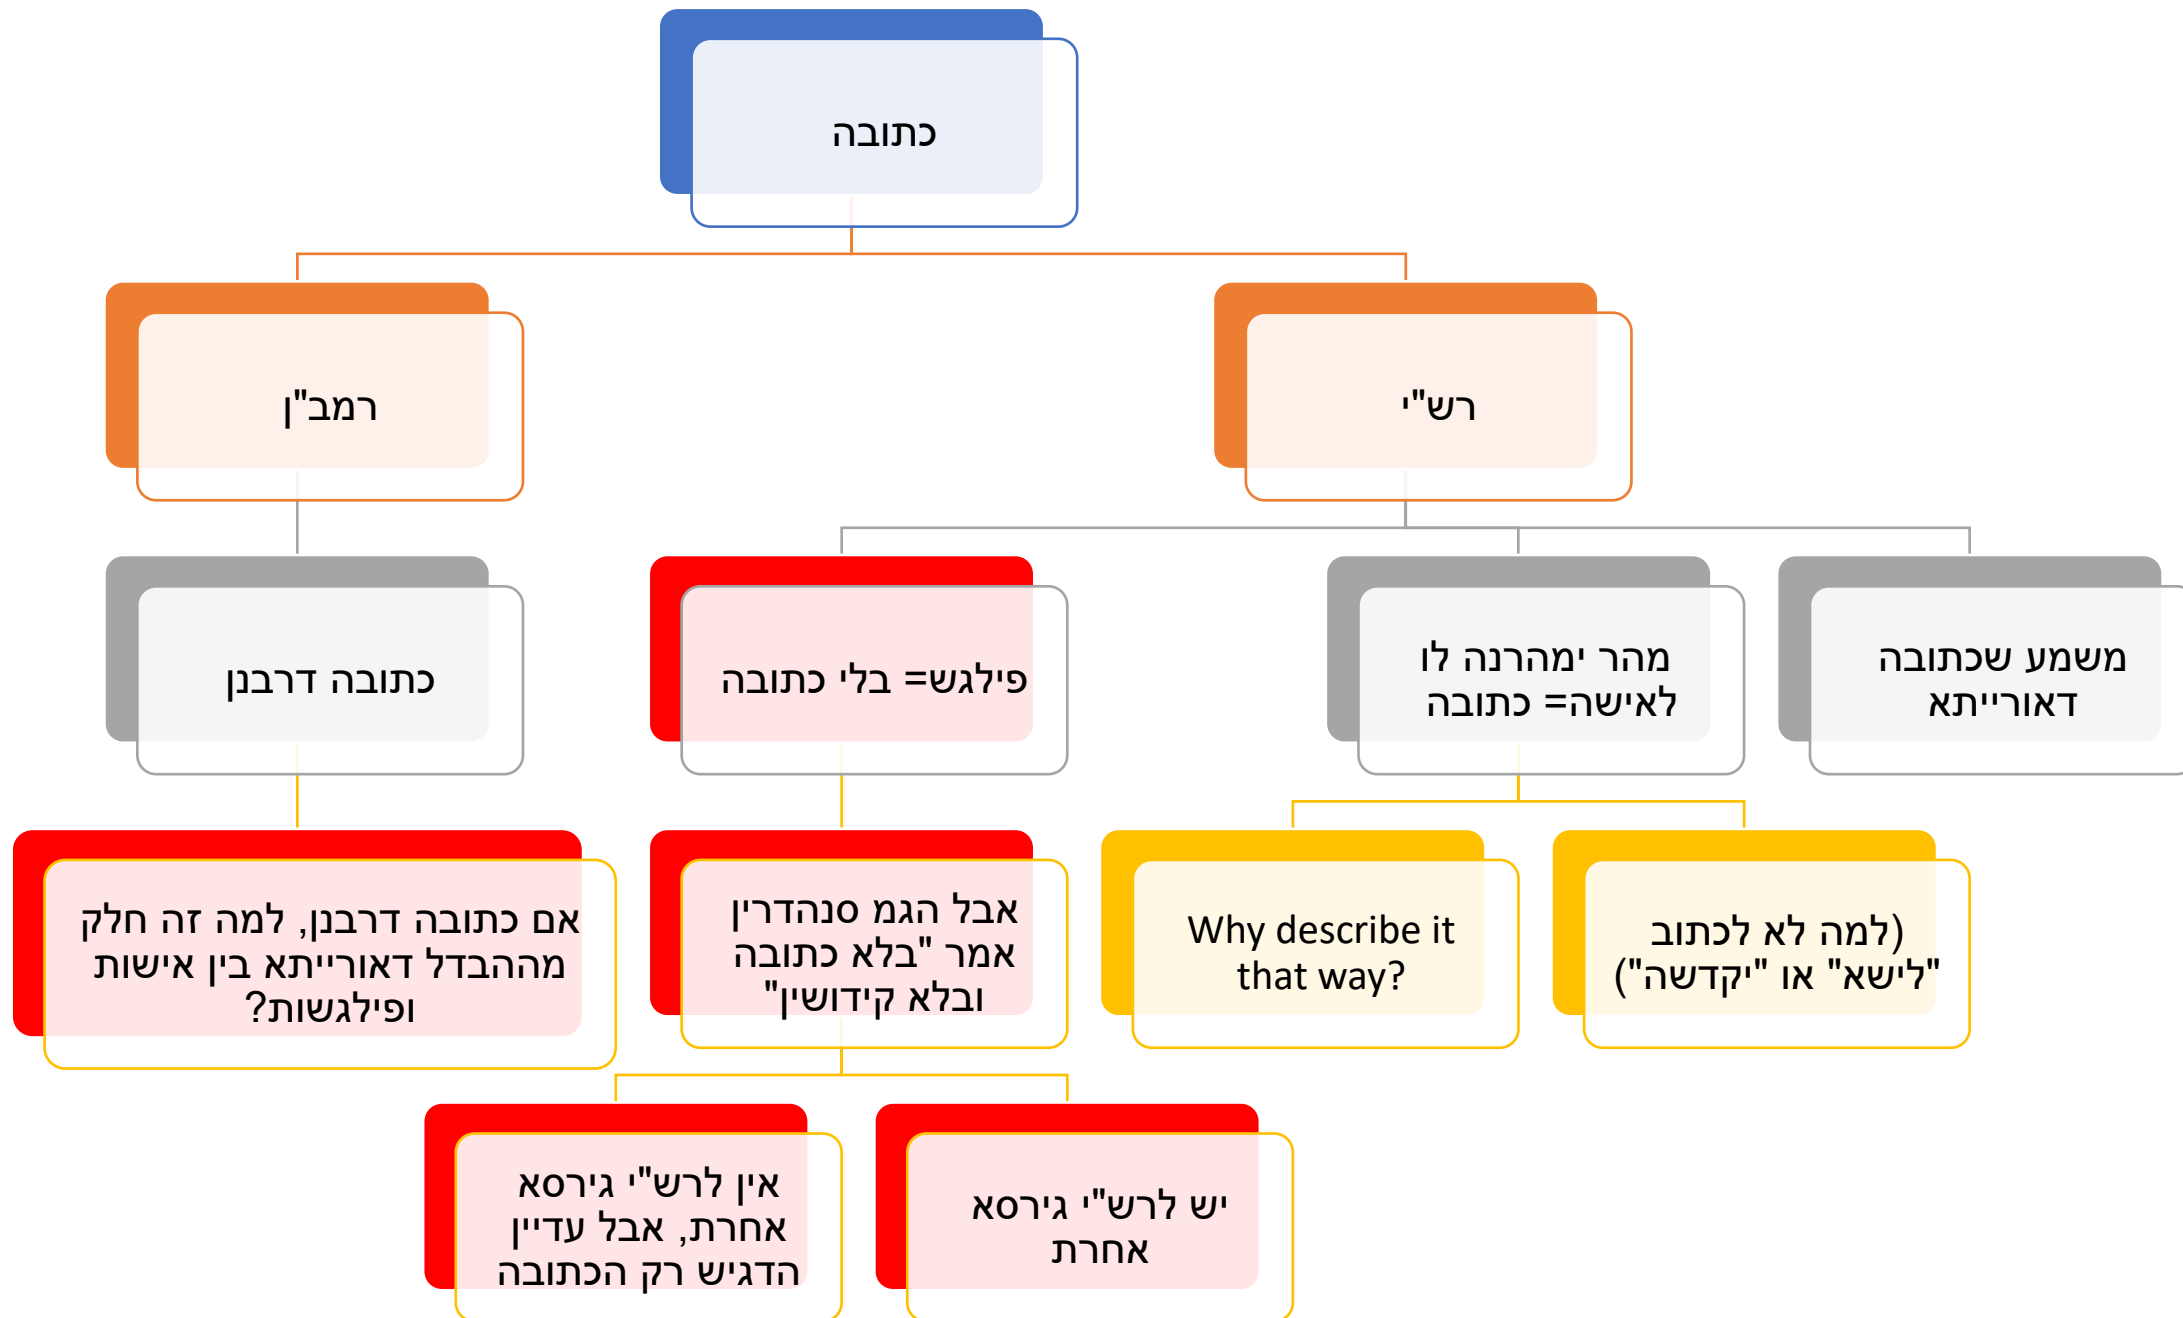 כתובה
רש"י
רמב"ן
משמע שכתובה
דאורייתא
מהר ימהרנה לו
לאישה= כתובה
פילגש= בלי כתובה
כתובה דרבנן
(למה לא לכתוב
"לישא" או "יקדשה")
Why describe it
that way?
אבל הגמ סנהדרין
אמר "בלא כתובה
ובלא קידושין"
אם כתובה דרבנן, למה זה חלק
מההבדל דאורייתא בין אישות
ופילגשות?
יש לרש"י גירסא
אחרת
אין לרש"י גירסא
אחרת, אבל עדיין
הדגיש רק הכתובה